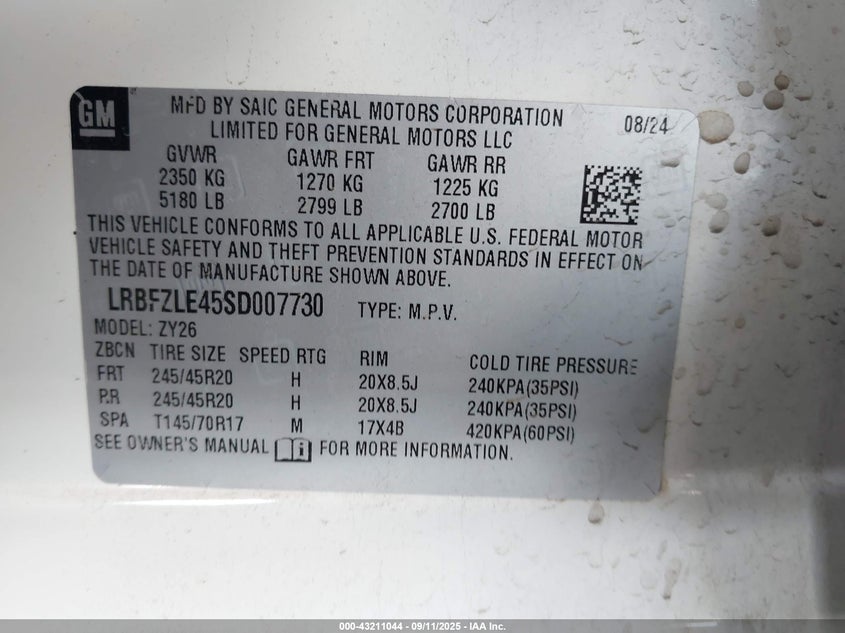 GM
MFD BY SAIC GENERAL MOTORS CORPORATION
LIMITED FOR GENERAL MOTORS LLC
08/24
GVWR GAWR FRT GAWR RR
2350 KG 1270 KG 1225 KG
5180 LB 2799 LB 2700 LB
THIS VEHICLE CONFORMS TO ALL APPLICABLE U.S. FEDERAL MOTOR
VEHICLE SAFETY AND THEFT PREVENTION STANDARDS IN EFFECT ON
THE DATE OF MANUFACTURE SHOWN ABOVE.
LRBFZLE45SD007730 TYPE: M.P.V.
MODEL: ZY26
ZBCN TIRE SIZE SPEED RTG RIM COLD TIRE PRESSURE
FRT 245/45R20 H 20X8.5J 240KPA(35PSI)
RR 245/45R20 H 20X8.5J 240KPA(35PSI)
SPA T145/70R17 M 17X4B 420KPA(60PSI)
SEE OWNER'S MANUAL FOR MORE INFORMATION.
000-43211044 - 09/11/2025 - IAA Inc.